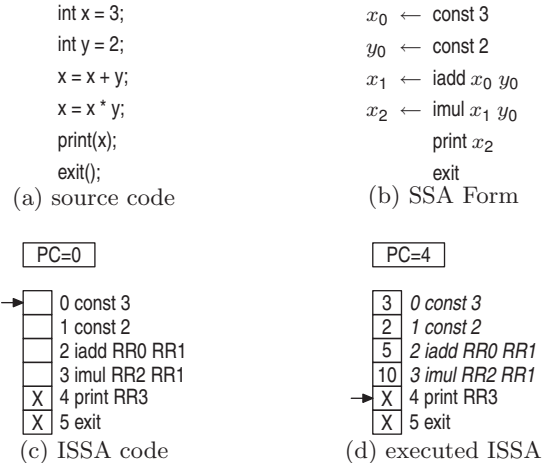 int x = 3;
int y = 2;
x = x + y;
x = x * y;
print(x);
exit();
(a) source code
x₀ ← const 3
y₀ ← const 2
x₁ ← iadd x₀ y₀
x₂ ← imul x₁ y₀
print x₂
exit
(b) SSA Form
PC=0
0 const 3
1 const 2
2 iadd RR0 RR1
3 imul RR2 RR1
X 4 print RR3
X 5 exit
(c) ISSA code
PC=4
3 0 const 3
2 1 const 2
5 2 iadd RR0 RR1
10 3 imul RR2 RR1
X 4 print RR3
X 5 exit
(d) executed ISSA